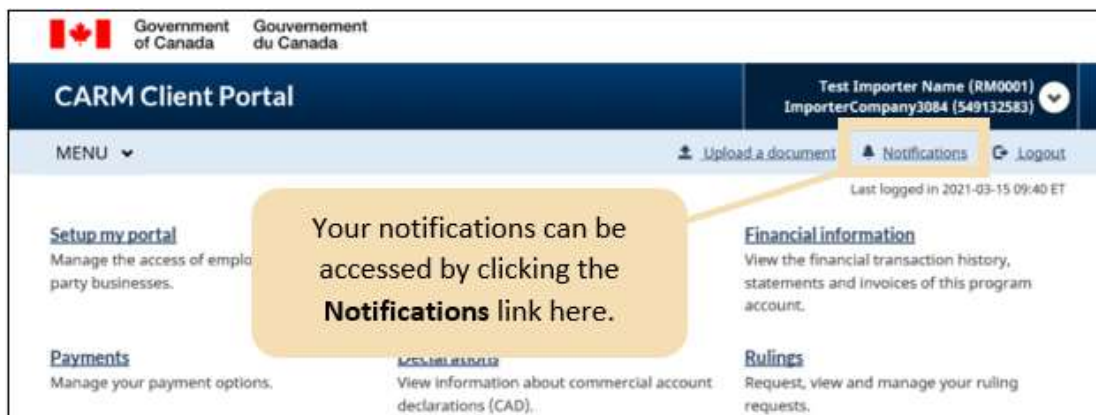 Government of Canada
Gouvernement du Canada
CARM Client Portal
Test Importer Name (RM0001)
ImporterCompany3084 (549132583)
MENU
Upload a document
Notifications
Logout
Last logged in 2021-03-15 09:40 ET
Your notifications can be
accessed by clicking the
Notifications link here.
Setup my portal
Manage the access of
party businesses.
Financial information
View the financial transaction history,
statements and invoices of this program
account.
Payments
Manage your payment options.
Declarations
View information about commercial account
declarations (CAD).
Rulings
Request, view and manage your ruling
requests.